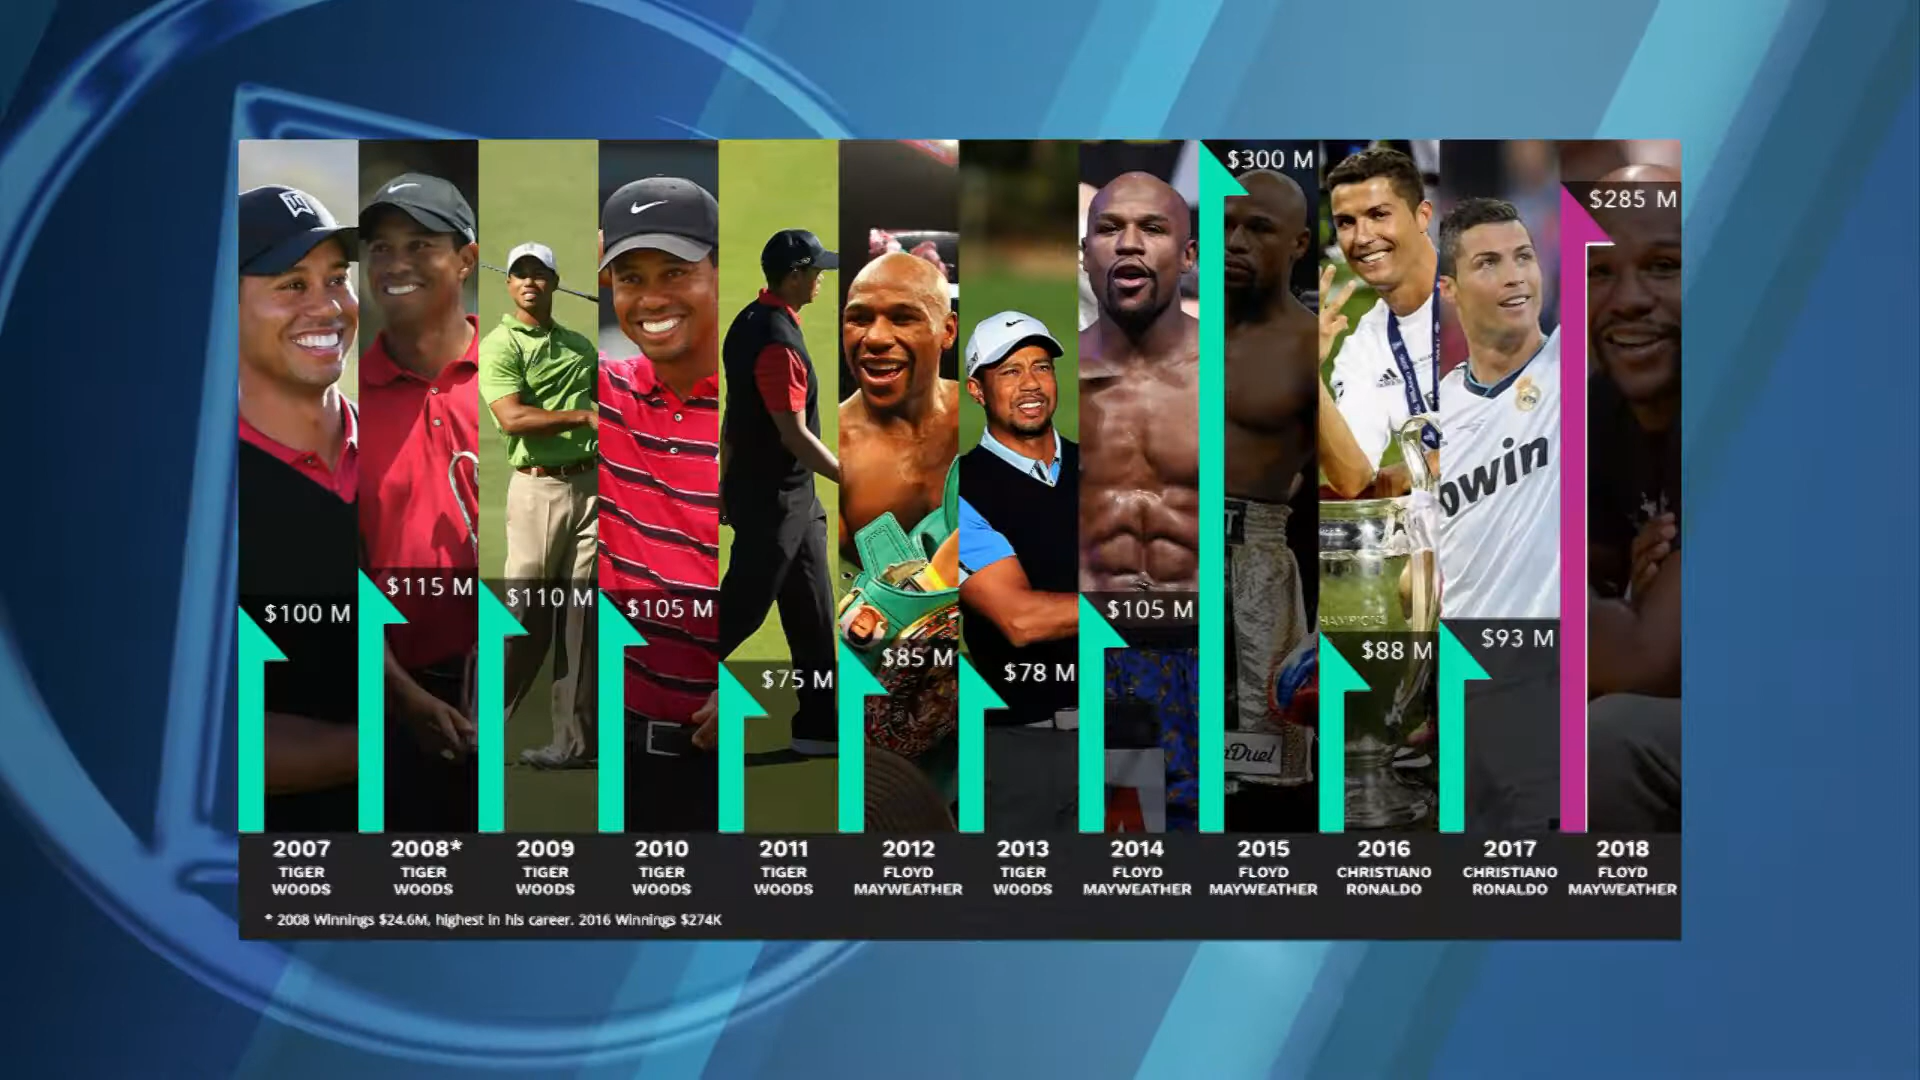 $300 M
$285 M
bwin
$115 M
$110 M
$105 M
$105 M
$100 M
$93 M
$88 M
$85 M
$78 M
$75 M
2007
TIGER
WOODS
2008*
TIGER
WOODS
2009
TIGER
WOODS
2010
TIGER
WOODS
2011
TIGER
WOODS
2012
FLOYD
MAYWEATHER
2013
TIGER
WOODS
2014
FLOYD
MAYWEATHER
2015
FLOYD
MAYWEATHER
2016
CHRISTIANO
RONALDO
2017
CHRISTIANO
RONALDO
2018
FLOYD
MAYWEATHER
* 2008 Winnings $24.6M, highest in his career. 2016 Winnings $274K